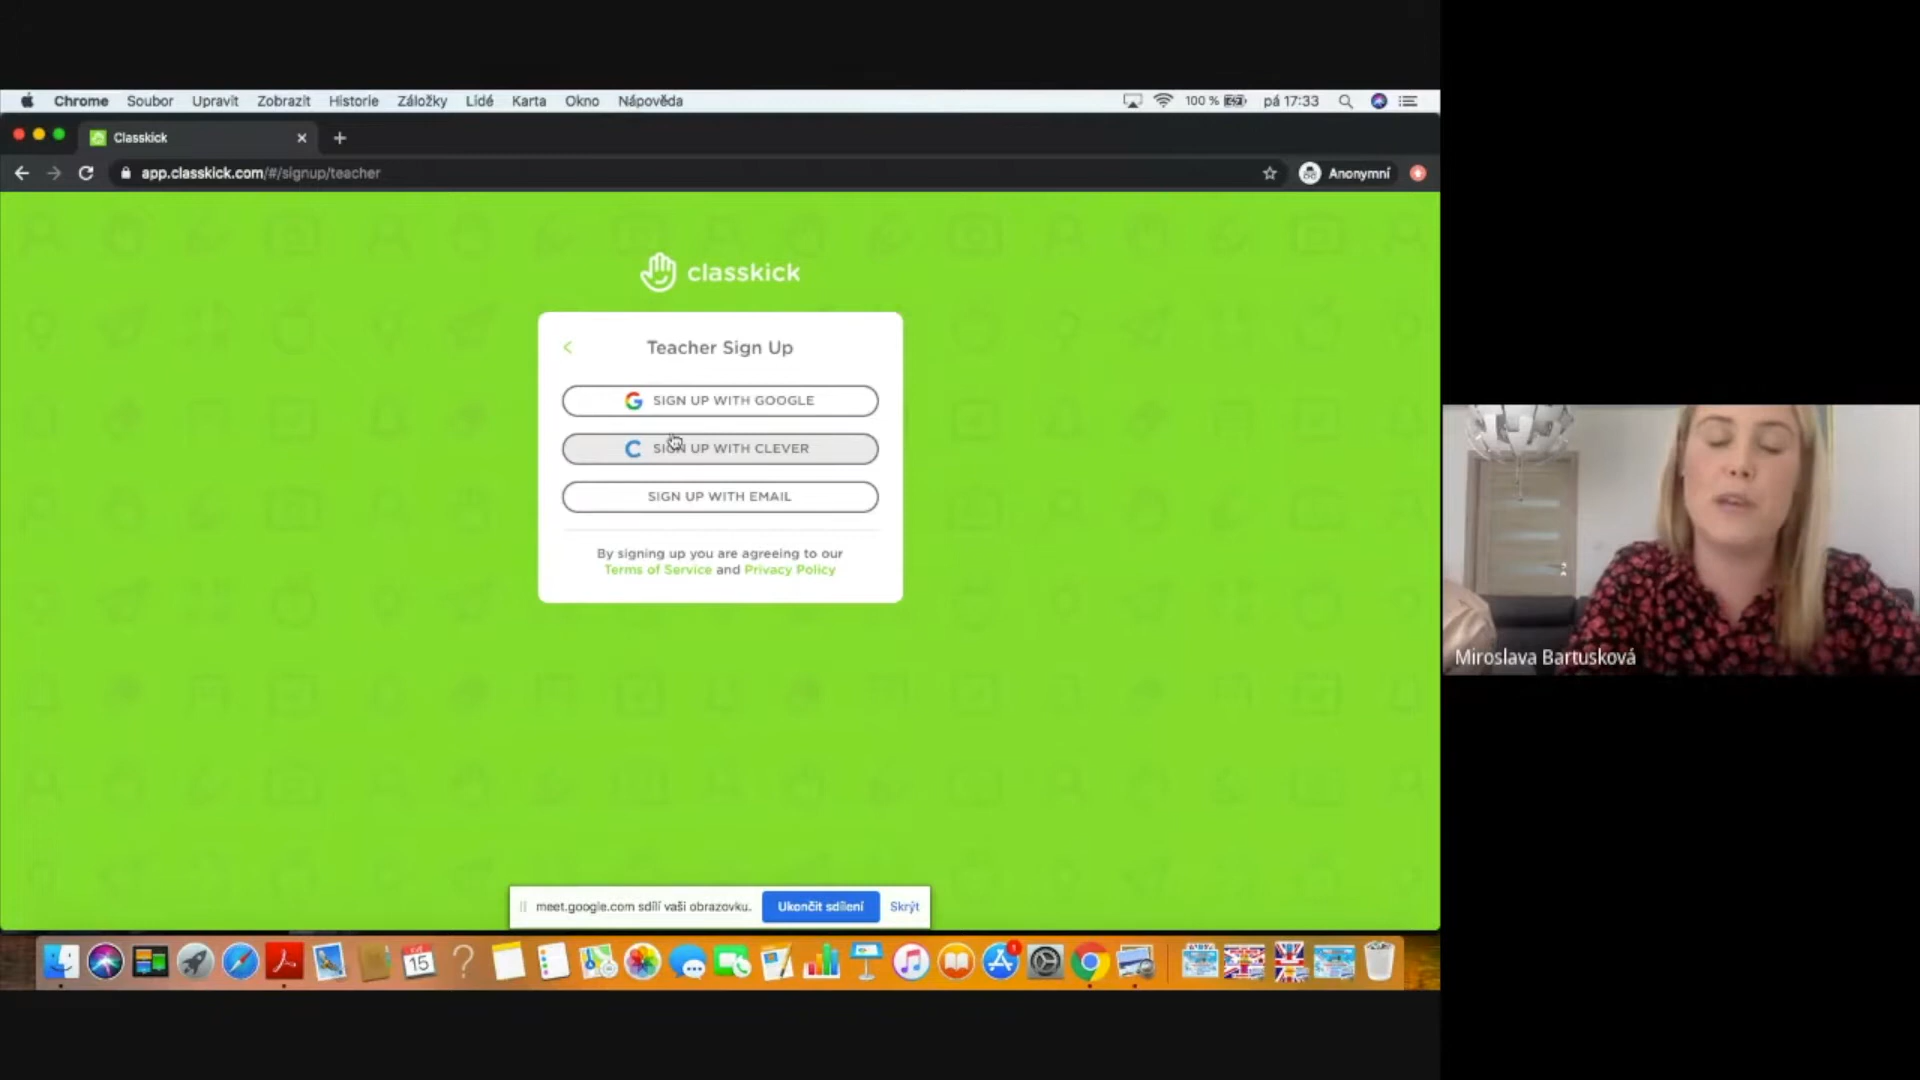 Chrome Soubor Upravit Zobrazit Historie Záložky Lidé Karta Okno Nápověda 100 % pá 17:33
Classkick
app.classkick.com/#/signup/teacher Anonymní
classkick
Teacher Sign Up
SIGN UP WITH GOOGLE
SIGN UP WITH CLEVER
SIGN UP WITH EMAIL
By signing up you are agreeing to our
Terms of Service and Privacy Policy
Miroslava Bartusková
meet.google.com sdílí vaši obrazovku. Ukončit sdílení Skrýt
15